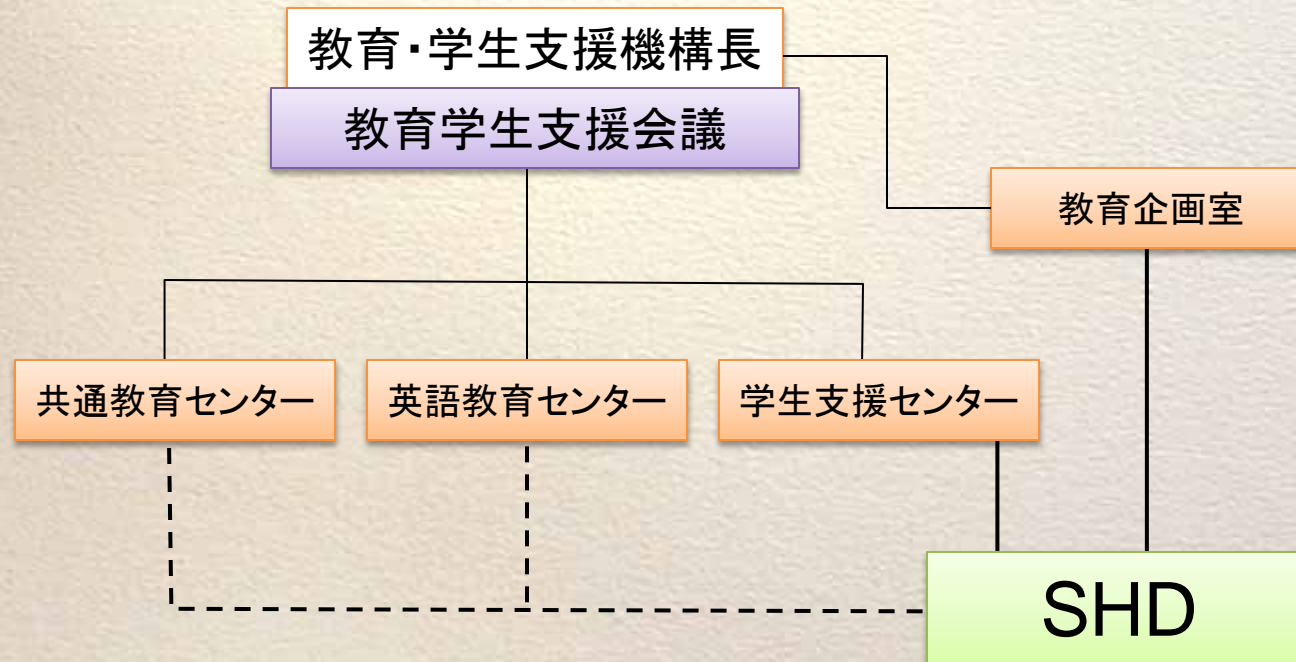 教育・学生支援機構長
教育学生支援会議
教育企画室
共通教育センター
英語教育センター
学生支援センター
SHD